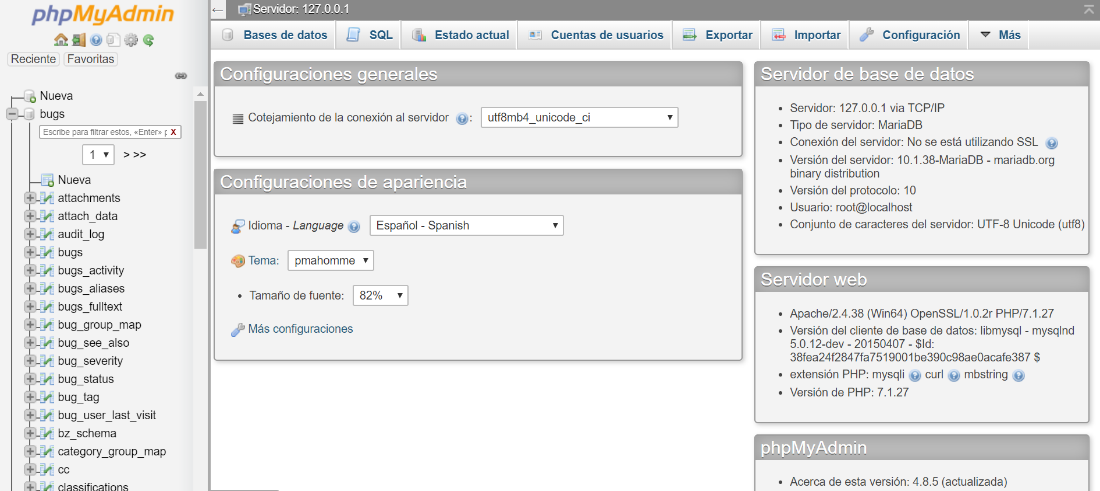 phpMyAdmin
Reciente Favoritas
Nueva
bugs
Escribe para filtrar estos, «Enter» p X
1 > >>
Nueva
attachments
attach_data
audit_log
bugs
bugs_activity
bugs_aliases
bugs_fulltext
bug_group_map
bug_see_also
bug_severity
bug_status
bug_tag
bug_user_last_visit
bz_schema
category_group_map
cc
classifications
Servidor: 127.0.0.1
Bases de datos SQL Estado actual Cuentas de usuarios Exportar Importar Configuración Más
Configuraciones generales
Cotejamiento de la conexión al servidor : utf8mb4_unicode_ci
Configuraciones de apariencia
Idioma - Language Español - Spanish
Tema: pmahomme
• Tamaño de fuente: 82%
Más configuraciones
Servidor de base de datos
• Servidor: 127.0.0.1 via TCP/IP
• Tipo de servidor: MariaDB
• Conexión del servidor: No se está utilizando SSL
• Versión del servidor: 10.1.38-MariaDB - mariadb.org
binary distribution
• Versión del protocolo: 10
• Usuario: root@localhost
• Conjunto de caracteres del servidor: UTF-8 Unicode (utf8)
Servidor web
• Apache/2.4.38 (Win64) OpenSSL/1.0.2r PHP/7.1.27
• Versión del cliente de base de datos: libmysql - mysqlnd
5.0.12-dev - 20150407 - $Id:
38fea24f2847fa7519001be390c98ae0acafe387 $
• extensión PHP: mysqli curl mbstring
• Versión de PHP: 7.1.27
phpMyAdmin
• Acerca de esta versión: 4.8.5 (actualizada)